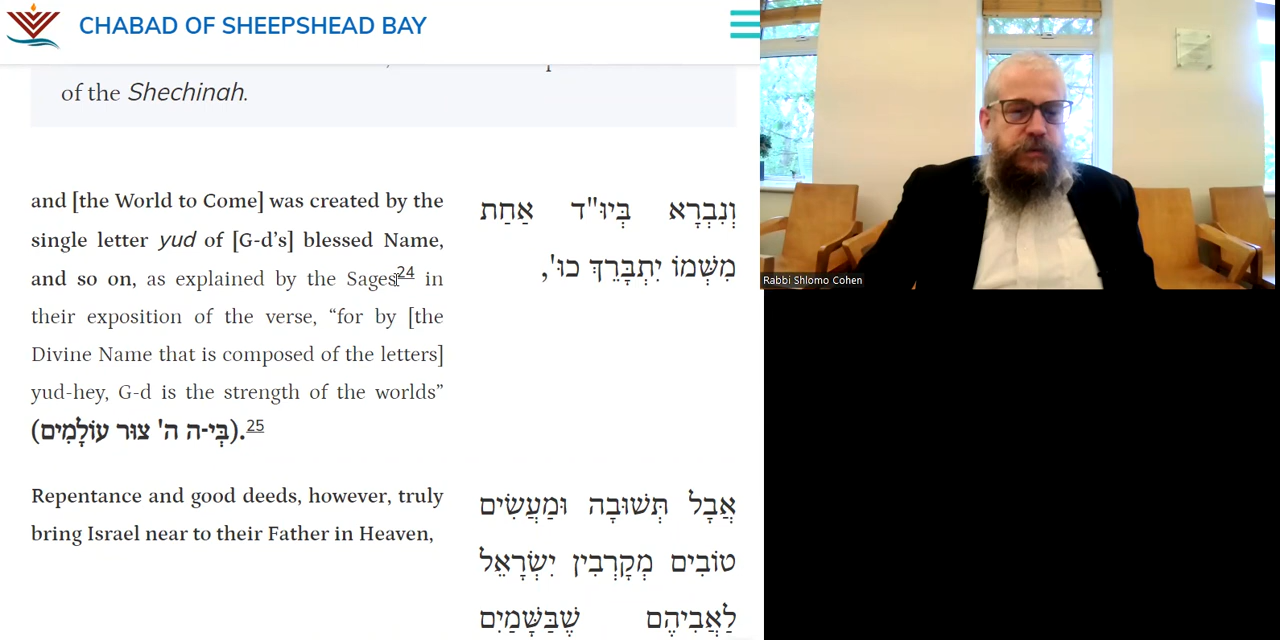 CHABAD OF SHEEPSHEAD BAY
of the Shechinah.
and [the World to Come] was created by the
single letter yud of [G-d’s] blessed Name,
and so on, as explained by the Sages24 in
their exposition of the verse, “for by [the
Divine Name that is composed of the letters]
yud-hey, G-d is the strength of the worlds”
(בְּי-ה ה' צוּר עוֹלָמִים).25
וְנִבְרָא בְּיוּ"ד אַחַת
מִשְּׁמוֹ יִתְבָּרֵךְ כוּ',
Repentance and good deeds, however, truly
bring Israel near to their Father in Heaven,
אֲבָל תְּשׁוּבָה וּמַעֲשִׂים
טוֹבִים מְקָרְבִין יִשְׂרָאֵל
לַאֲבִיהֶם שֶׁבַּשָּׁמַיִם
Rabbi Shlomo Cohen